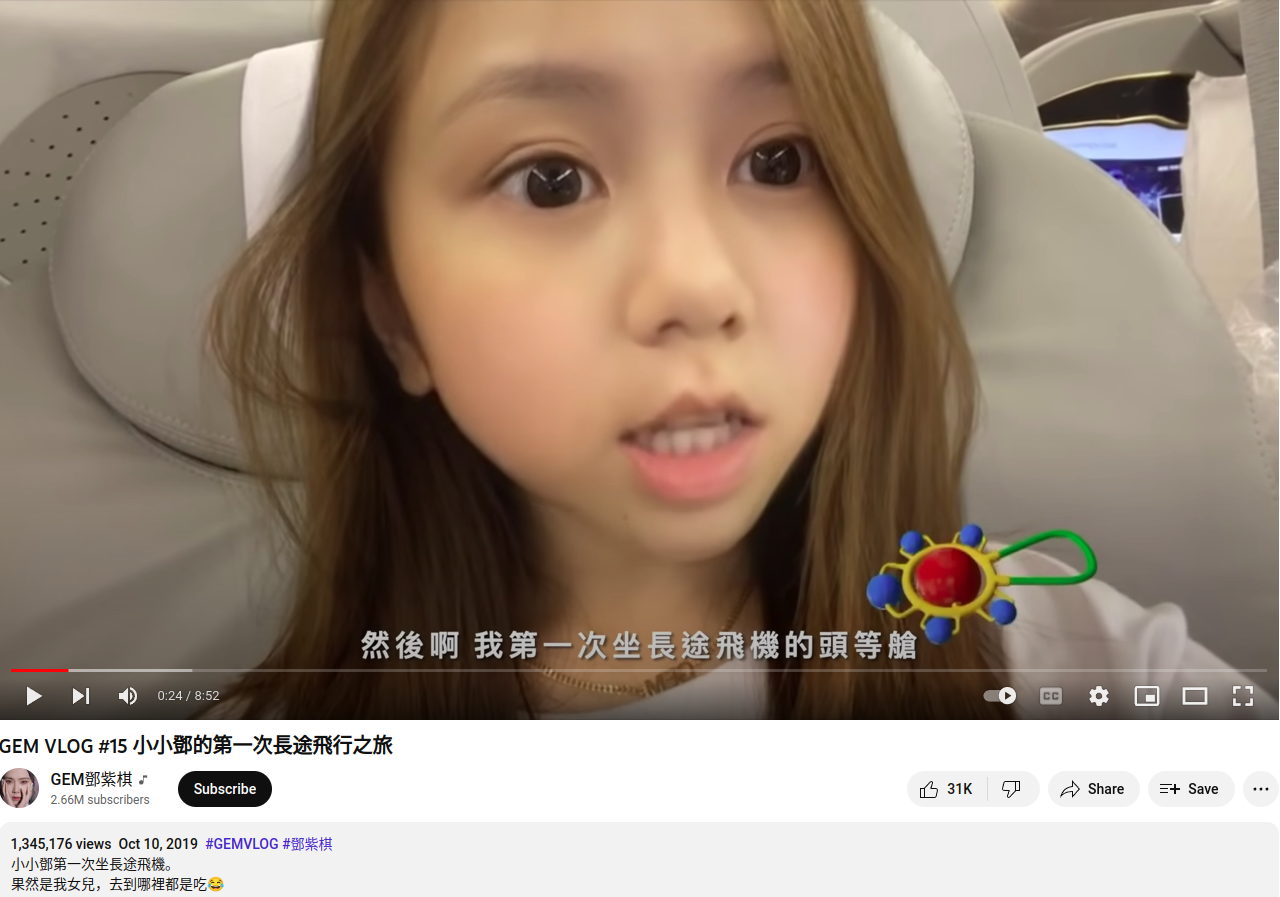 然後啊 我第一次坐長途飛機的頭等艙
0:24 / 8:52
CC
GEM VLOG #15 小小鄧的第一次長途飛行之旅
GEM鄧紫棋
2.66M subscribers
Subscribe
31K
Share
Save
1,345,176 views Oct 10, 2019 #GEMVLOG #鄧紫棋
小小鄧第一次坐長途飛機。
果然是我女兒，去到哪裡都是吃😂